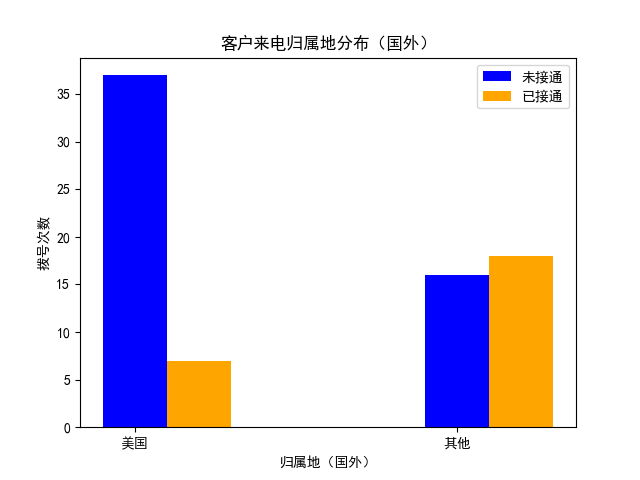 客户来电归属地分布（国外）
未接通
已接通
拨号次数
35
30
25
20
15
10
5
0
美国
其他
归属地（国外）